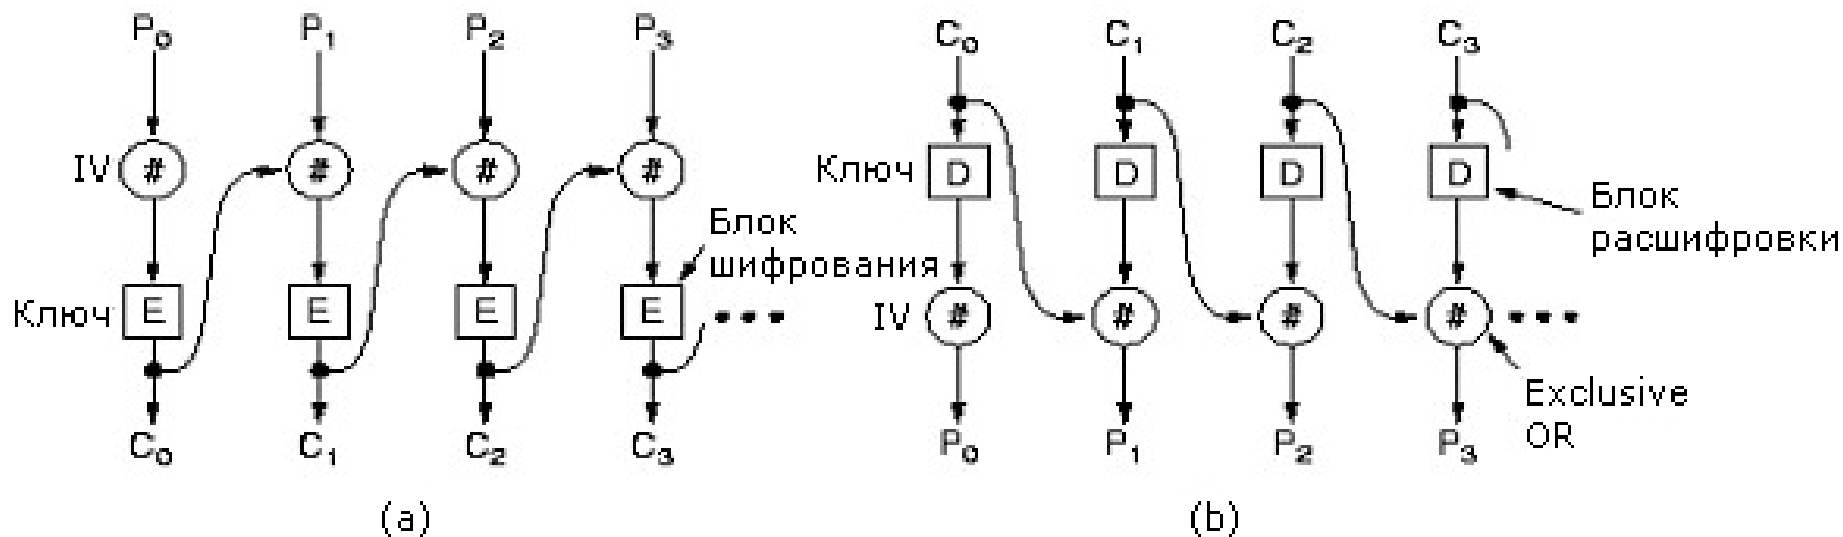 P0 P1 P2 P3
IV # # # #
Блок
шифрования
Ключ E E E E
C0 C1 C2 C3
(a)
C0 C1 C2 C3
Ключ D D D D
Блок
расшифровки
IV # # # #
Exclusive
OR
P0 P1 P2 P3
(b)